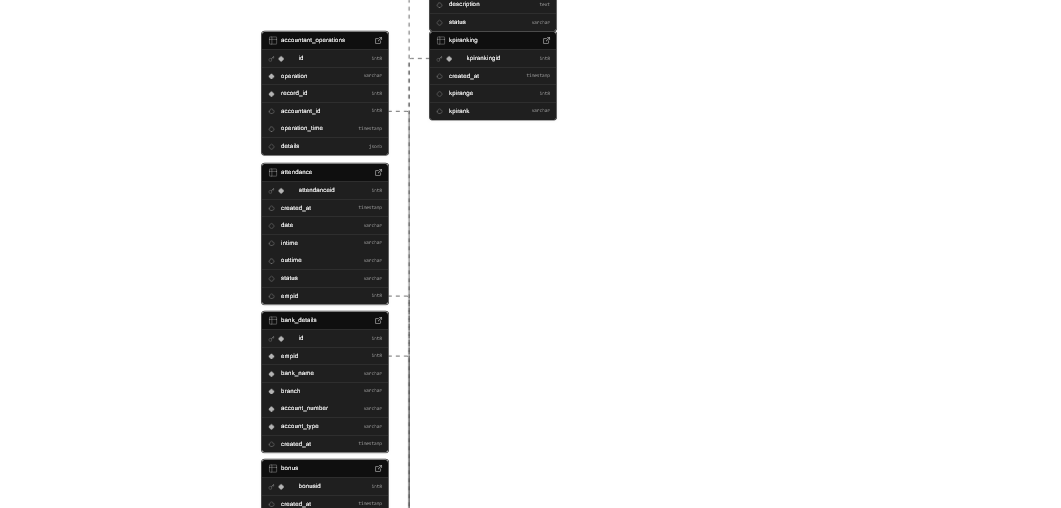 description text
status varchar
kpiranking
kpirankingid int8
created_at timestamp
kpirange int8
kpirank varchar
accountant_operations
id int8
operation varchar
record_id int8
accountant_id int8
operation_time timestamp
details jsonb
attendance
attendanceid int8
created_at timestamp
date varchar
intime varchar
outtime varchar
status varchar
empid int8
bank_details
id int8
empid int8
bank_name varchar
branch varchar
account_number varchar
account_type varchar
created_at timestamp
bonus
bonusid int8
created_at timestamp